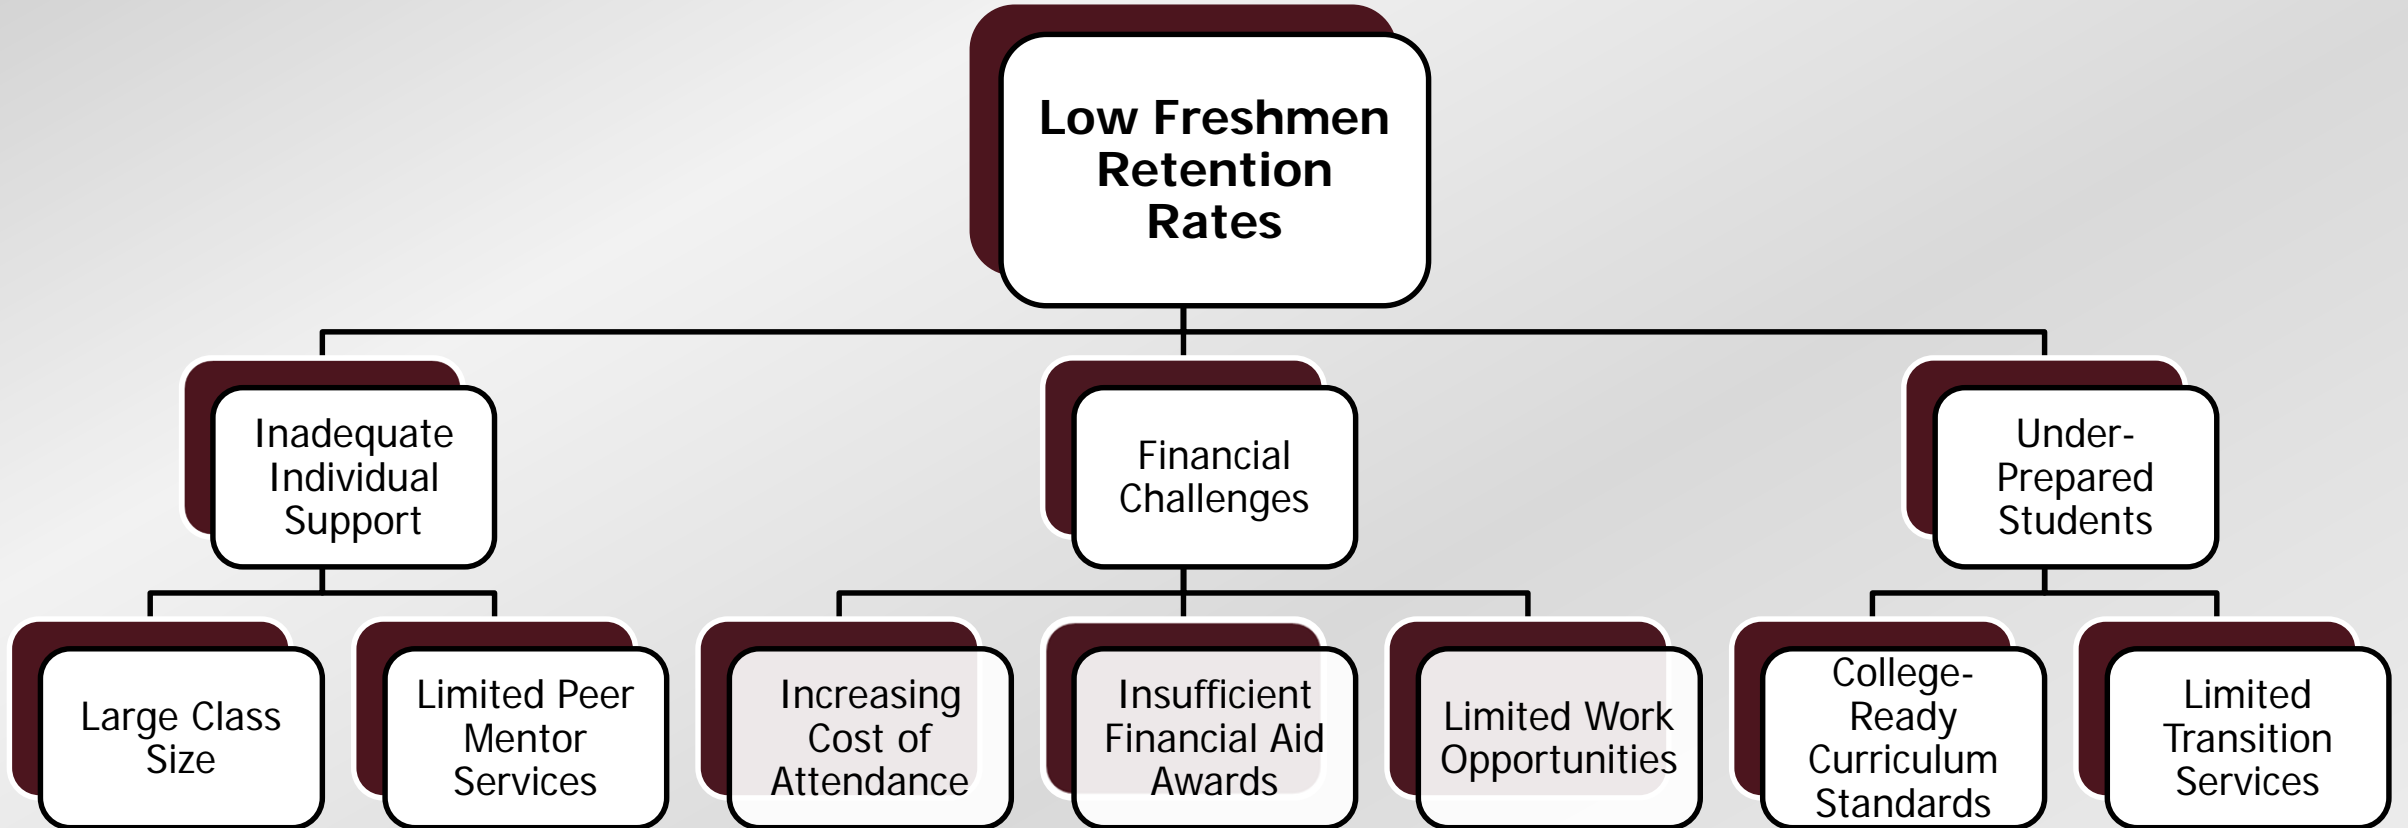 Low Freshmen
Retention
Rates
Inadequate
Individual
Support
Financial
Challenges
Under-
Prepared
Students
Large Class
Size
Limited Peer
Mentor
Services
Increasing
Cost of
Attendance
Insufficient
Financial Aid
Awards
Limited Work
Opportunities
College-
Ready
Curriculum
Standards
Limited
Transition
Services